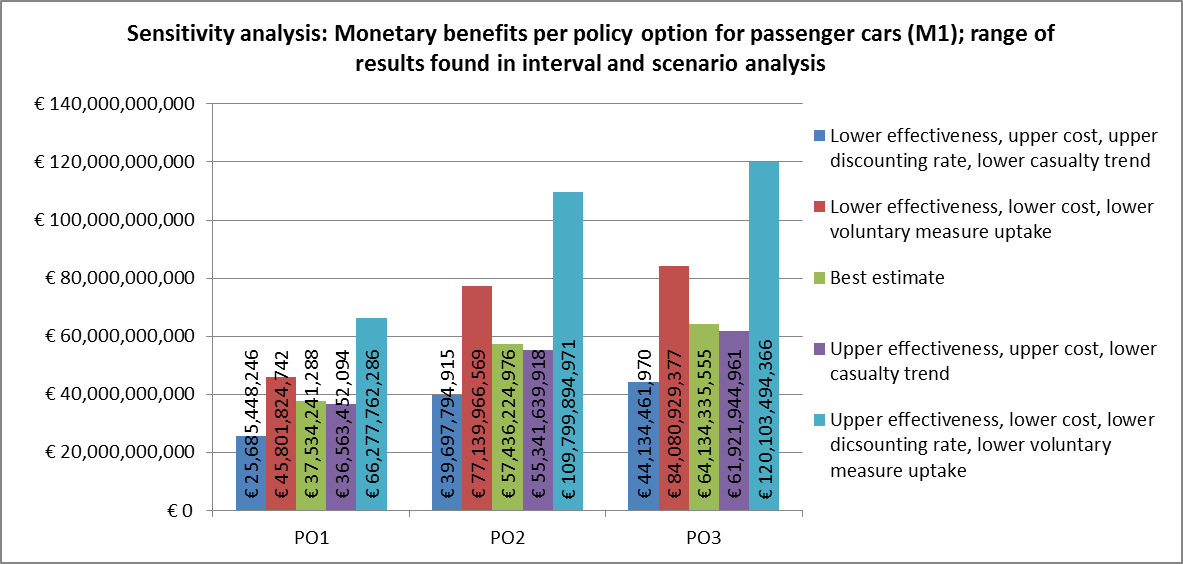 Sensitivity analysis: Monetary benefits per policy option for passenger cars (M1); range of
results found in interval and scenario analysis
€ 140,000,000,000
€ 120,000,000,000
€ 100,000,000,000
€ 80,000,000,000
€ 60,000,000,000
€ 40,000,000,000
€ 20,000,000,000
€ 0
€ 25,685,448,246
€ 45,801,824,742
€ 37,534,241,288
€ 36,563,452,094
€ 66,277,762,286
€ 39,697,794,915
€ 77,139,966,569
€ 57,436,224,976
€ 55,341,639,918
€ 109,799,894,971
€ 44,134,461,970
€ 84,080,929,377
€ 64,134,335,555
€ 61,921,944,961
€ 120,103,494,366
PO1
PO2
PO3
Lower effectiveness, upper cost, upper
discounting rate, lower casualty trend
Lower effectiveness, lower cost, lower
voluntary measure uptake
Best estimate
Upper effectiveness, upper cost, lower
casualty trend
Upper effectiveness, lower cost, lower
dicsounting rate, lower voluntary
measure uptake